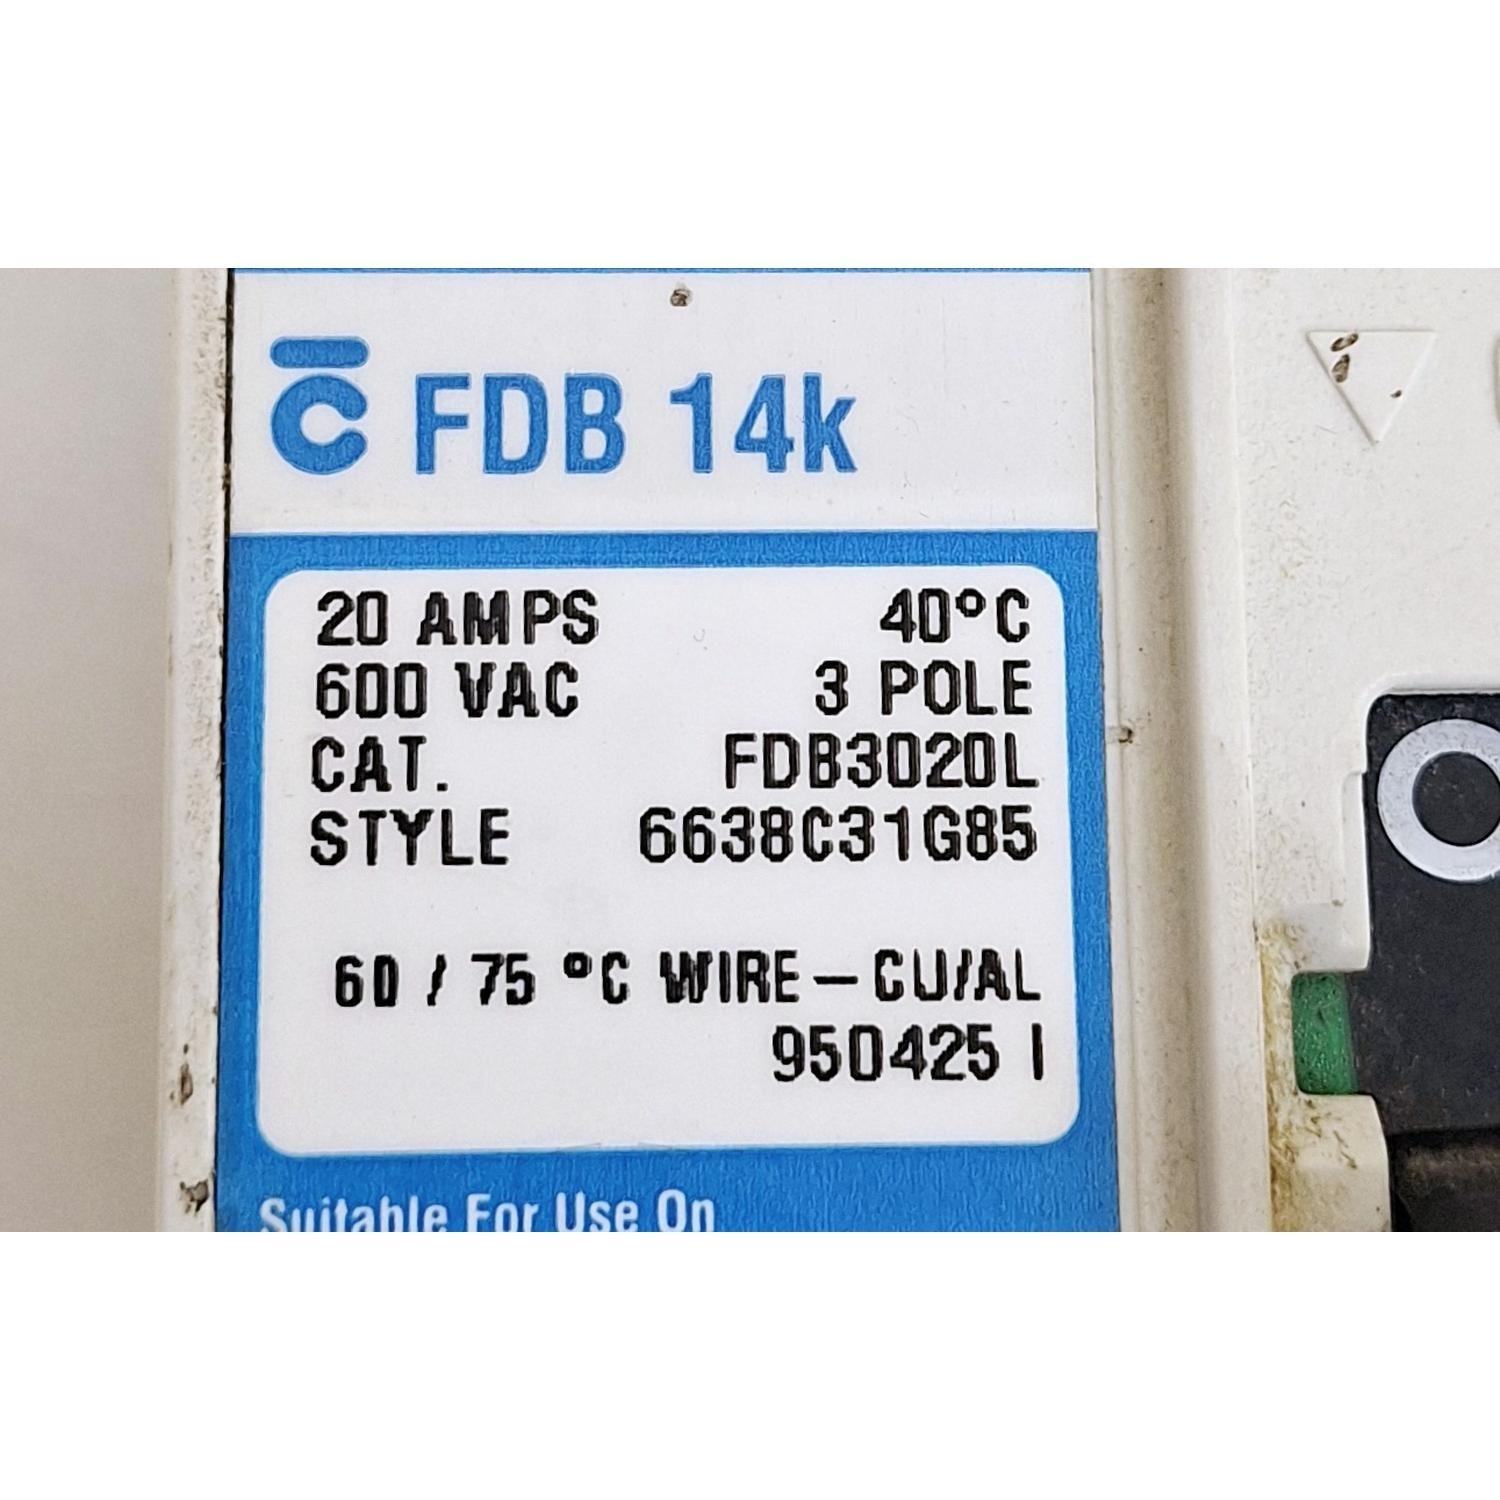 FDB 14k
20 AMPS 40°C
600 VAC 3 POLE
CAT. FDB3020L
STYLE 6638C31G85
60 / 75 °C WIRE – CU/AL
950425 I
Suitable For Use On